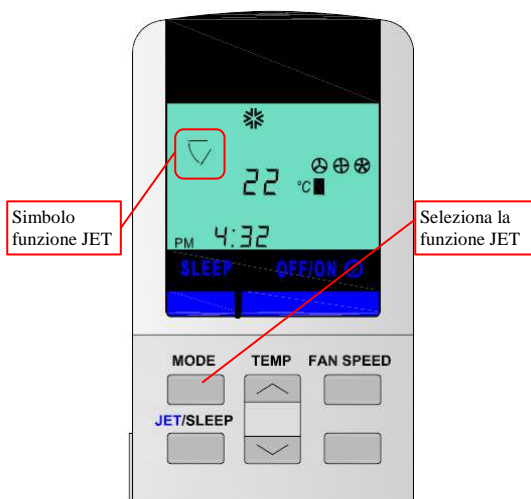 22 °C
Simbolo
funzione JET
Seleziona la
funzione JET
PM 4:32
SLEEP OFF/ON
MODE TEMP FAN SPEED
JET/SLEEP